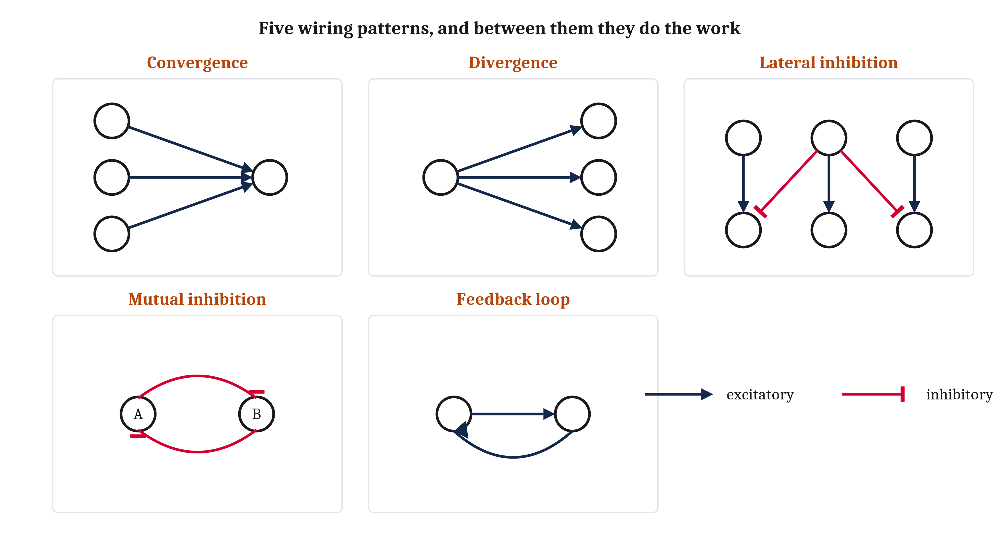 Five wiring patterns, and between them they do the work
Convergence
Divergence
Lateral inhibition
Mutual inhibition
Feedback loop
A
B
excitatory
inhibitory